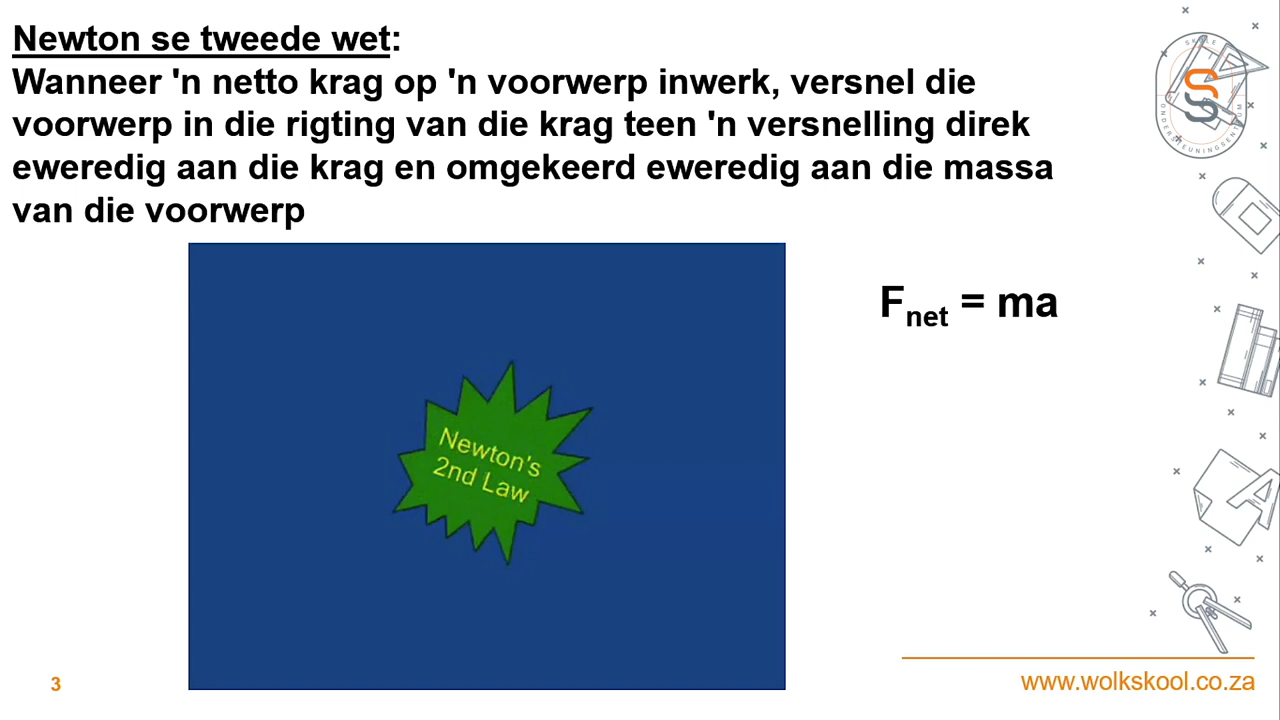 Newton se tweede wet:
Wanneer 'n netto krag op 'n voorwerp inwerk, versnel die
voorwerp in die rigting van die krag teen 'n versnelling direk
eweredig aan die krag en omgekeerd eweredig aan die massa
van die voorwerp
SKOLE
ONDERSTEUNINGSENTRUM
Fnet = ma
Newton's
2nd Law
3
www.wolkskool.co.za